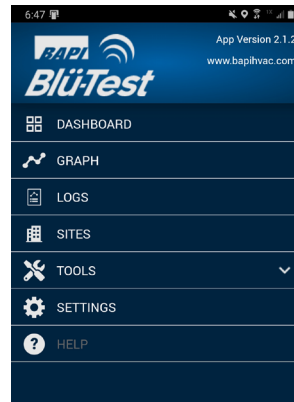 6:47
App Version 2.1.2
BAPI
www.bapihvac.com
Blü-Test
DASHBOARD
GRAPH
LOGS
SITES
TOOLS
SETTINGS
? HELP